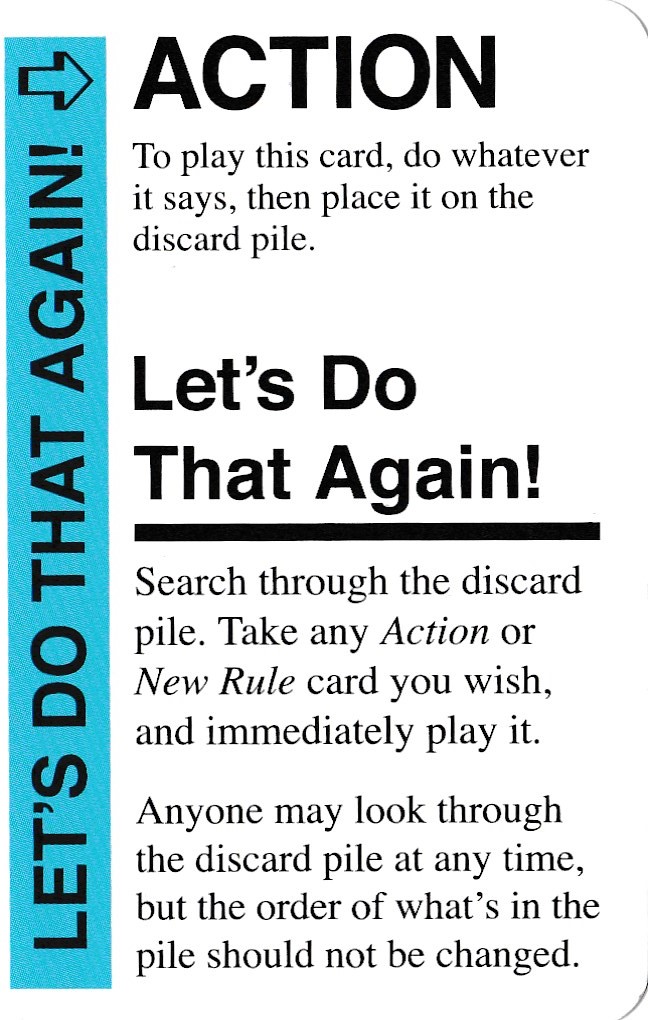 LET'S DO THAT AGAIN!
ACTION
To play this card, do whatever
it says, then place it on the
discard pile.
Let's Do
That Again!
Search through the discard
pile. Take any Action or
New Rule card you wish,
and immediately play it.
Anyone may look through
the discard pile at any time,
but the order of what's in the
pile should not be changed.